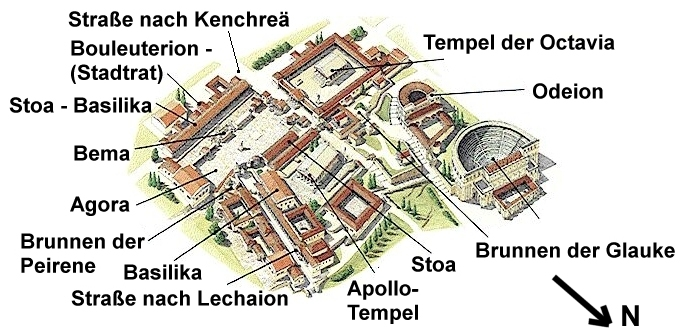 Straße nach Kenchreä
Bouleuterion -
(Stadtrat)
Stoa - Basilika
Bema
Agora
Brunnen der
Peirene
Basilika
Straße nach Lechaion
Apollo-
Tempel
Stoa
Brunnen der Glauke
Odeion
Tempel der Octavia
N